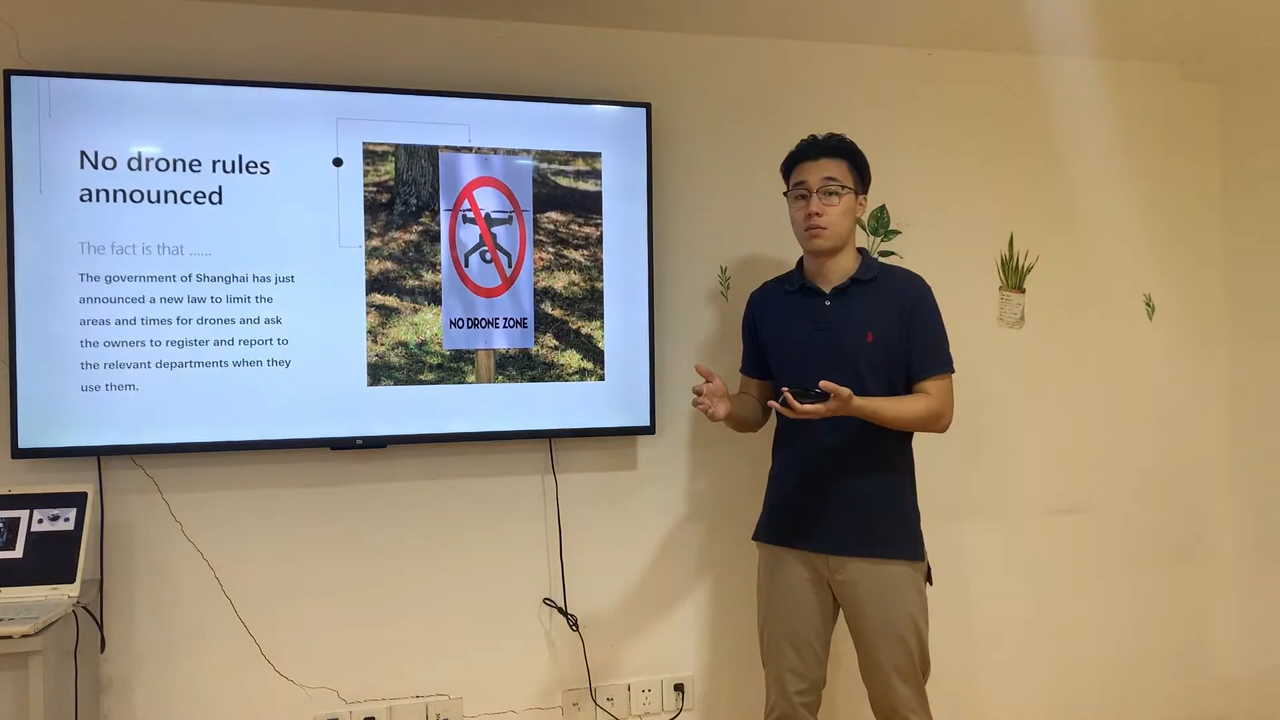 No drone rules
announced
The fact is that ......
The government of Shanghai has just
announced a new law to limit the
areas and times for drones and ask
the owners to register and report to
the relevant departments when they
use them.
NO DRONE ZONE